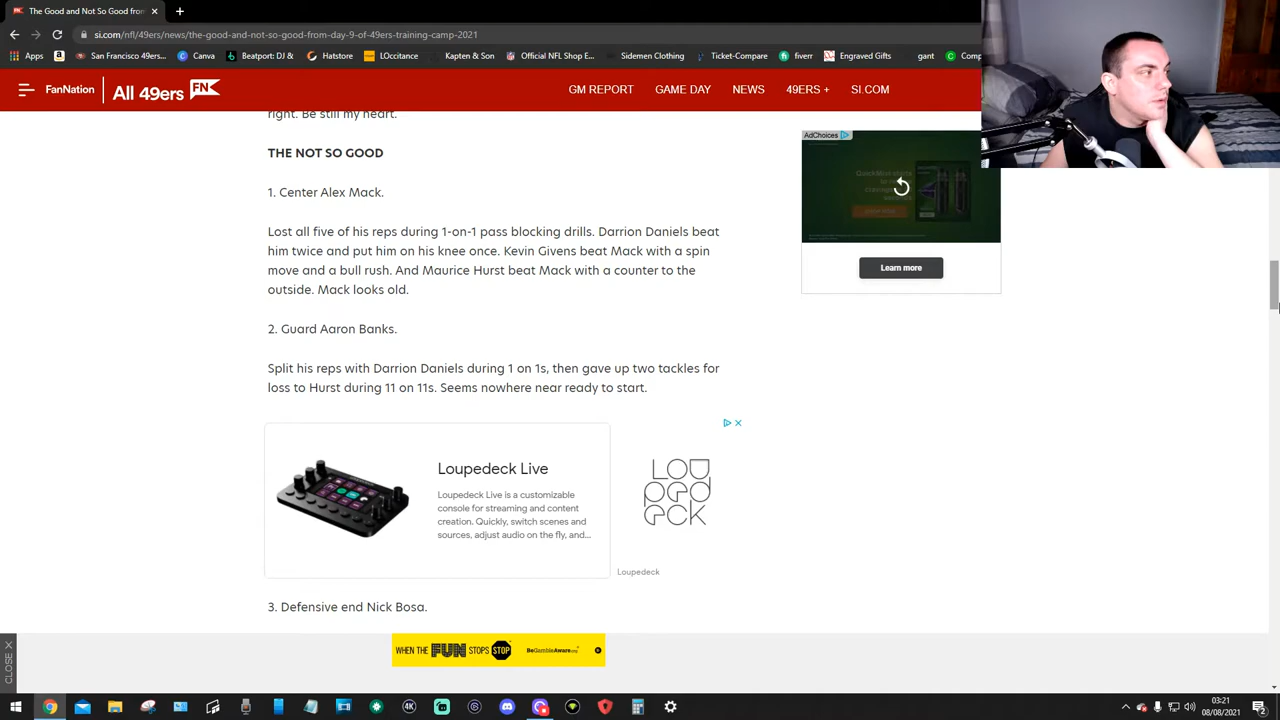 The Good and Not So Good from
si.com/nfl/49ers/news/the-good-and-not-so-good-from-day-9-of-49ers-training-camp-2021
Apps
San Francisco 49er...
Beatport: DJ & D...
Hatstore
LOccitane
Kapten & Son
Official NFL Shop E...
Sidemen Clothing
Ticket-Compare
fiverr
Engraved Gifts
gant
Comp
FanNation
All 49ers FN
GM REPORT
GAME DAY
NEWS
49ERS +
SI.COM
right. Be still my heart.
THE NOT SO GOOD
1. Center Alex Mack.
Lost all five of his reps during 1-on-1 pass blocking drills. Darrion Daniels beat
him twice and put him on his knee once. Kevin Givens beat Mack with a spin
move and a bull rush. And Maurice Hurst beat Mack with a counter to the
outside. Mack looks old.
2. Guard Aaron Banks.
Split his reps with Darrion Daniels during 1 on 1s, then gave up two tackles for
loss to Hurst during 11 on 11s. Seems nowhere near ready to start.
AdChoices
Learn more
Loupedeck Live
Loupedeck Live is a customizable
console for streaming and content
creation. Quickly, switch scenes and
sources, adjust audio on the fly, and...
LOU
PED
ECK
Loupedeck
3. Defensive end Nick Bosa.
CLOSE X
WHEN THE FUN STOPS STOP
BeGambleAware.org
4K
03:21
08/08/2021
2